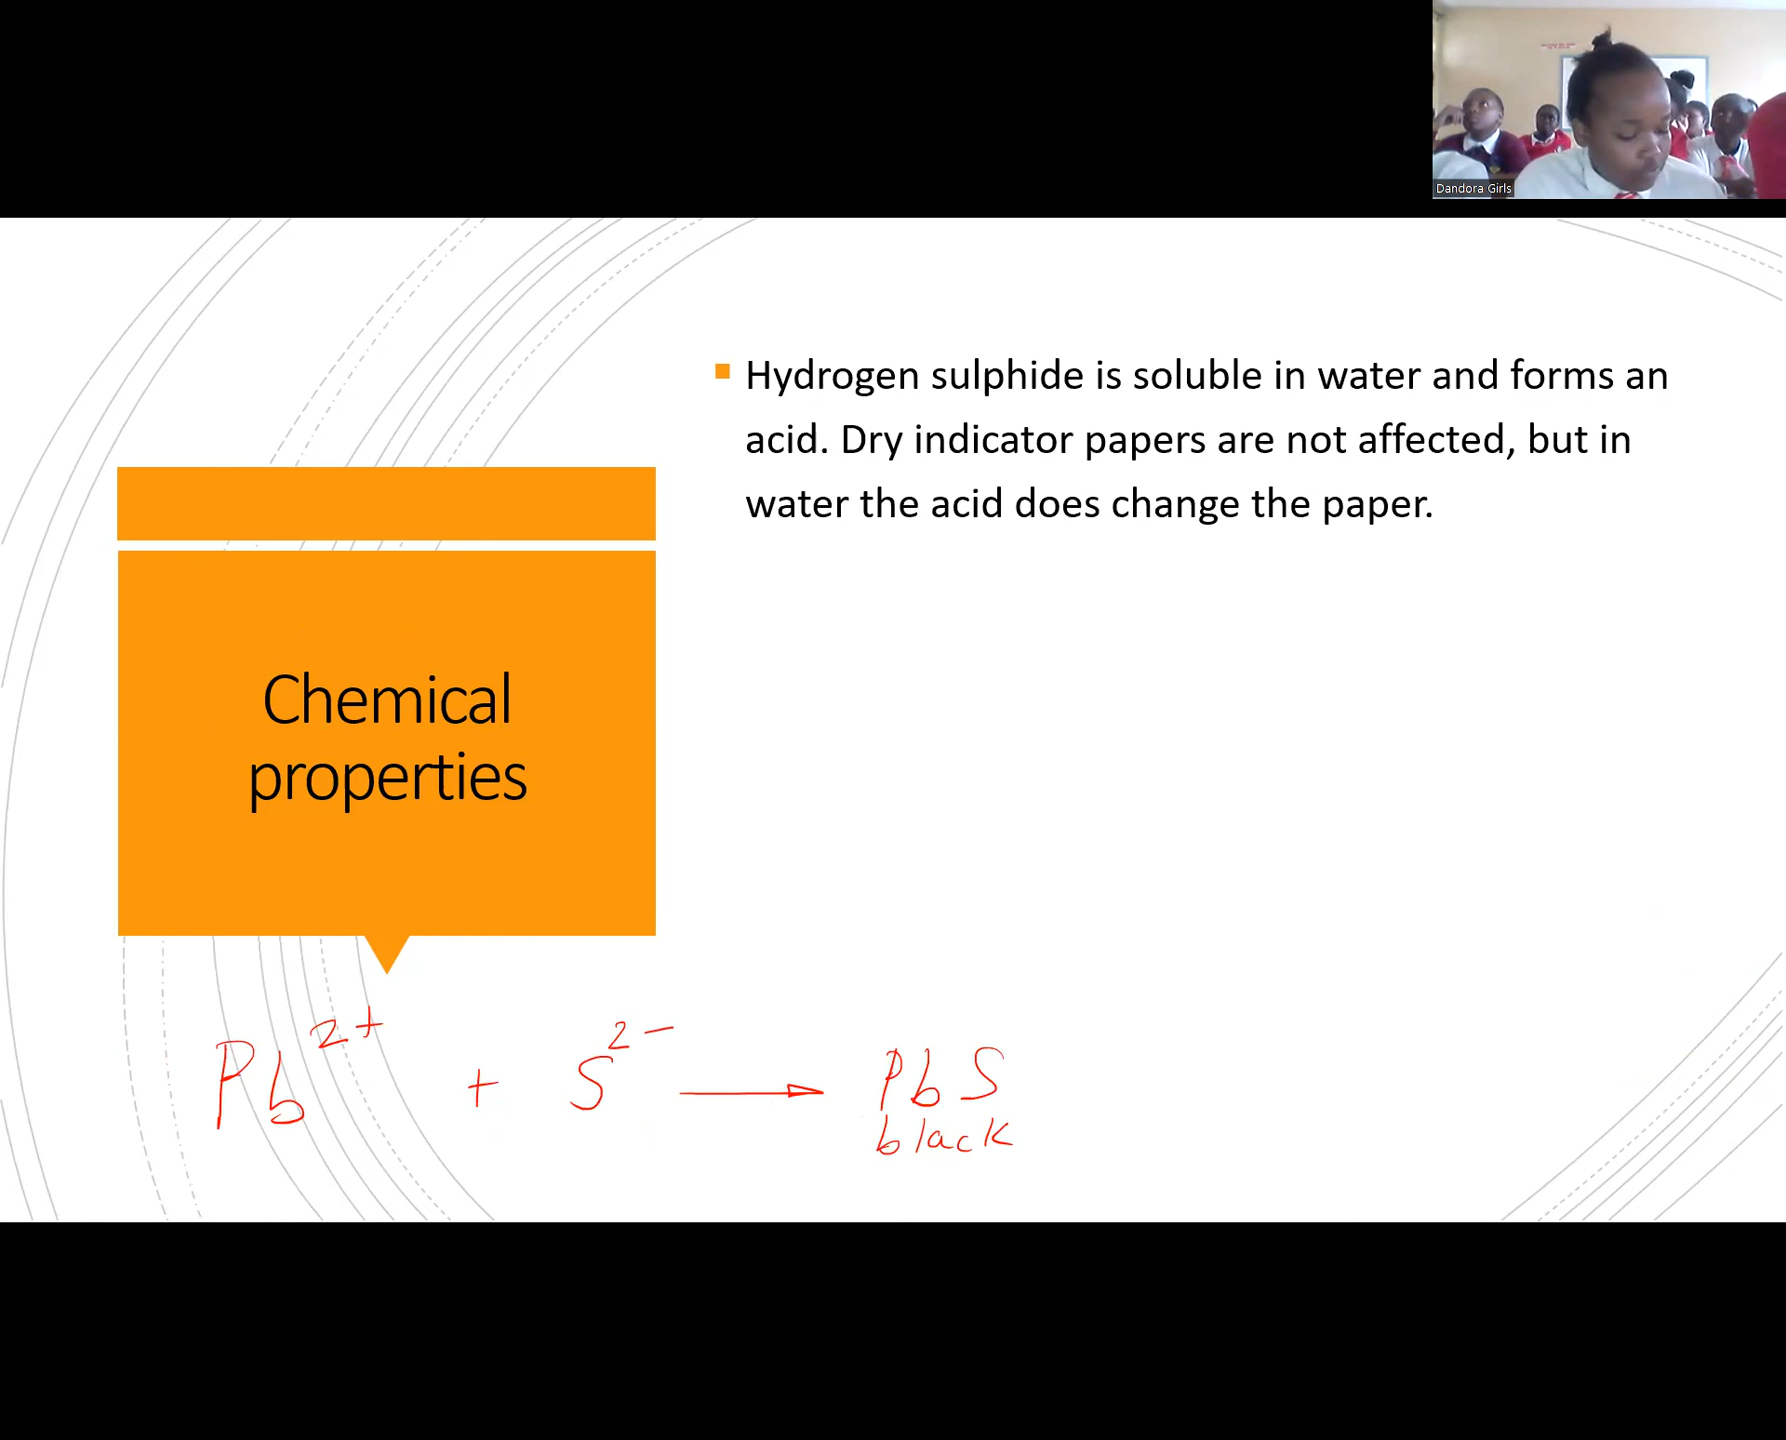 Dandora Girls
Hydrogen sulphide is soluble in water and forms an
acid. Dry indicator papers are not affected, but in
water the acid does change the paper.
Chemical
properties
Pb²⁺ + S²⁻ → PbS
black